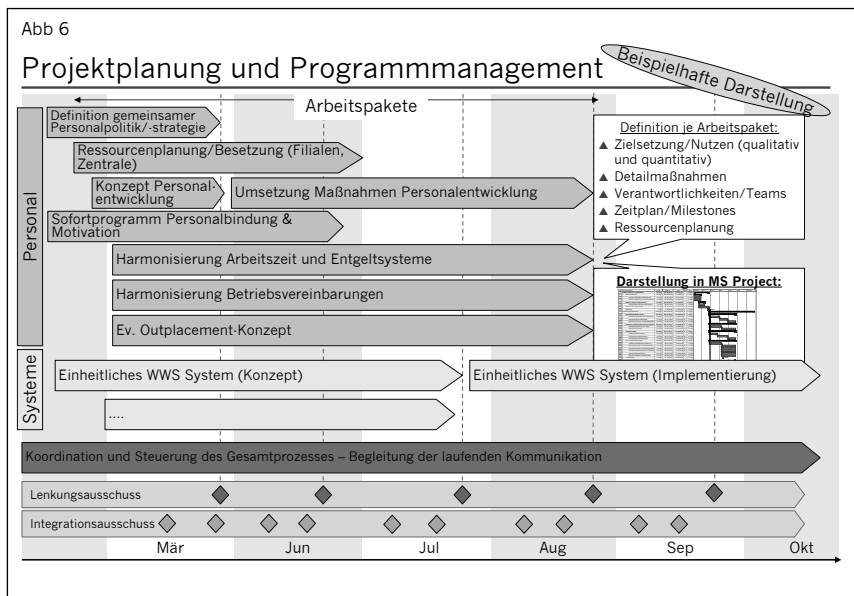 Abb 6
Projektplanung und Programmmanagement
Beispielhafte Darstellung
Arbeitspakete
Personal
Definition gemeinsamer
Personalpolitik/-strategie
Ressourcenplanung/Besetzung (Filialen,
Zentrale)
Konzept Personal-
entwicklung
Umsetzung Maßnahmen Personalentwicklung
Sofortprogramm Personalbindung &
Motivation
Harmonisierung Arbeitszeit und Entgeltsysteme
Harmonisierung Betriebsvereinbarungen
Ev. Outplacement-Konzept
Definition je Arbeitspaket:
▲ Zielsetzung/Nutzen (qualitativ
und quantitativ)
▲ Detailmaßnahmen
▲ Verantwortlichkeiten/Teams
▲ Zeitplan/Milestones
▲ Ressourcenplanung
Darstellung in MS Project:
Systeme
Einheitliches WWS System (Konzept)
Einheitliches WWS System (Implementierung)
....
Koordination und Steuerung des Gesamtprozesses – Begleitung der laufenden Kommunikation
Lenkungsausschuss
Integrationsausschuss
Mär
Jun
Jul
Aug
Sep
Okt